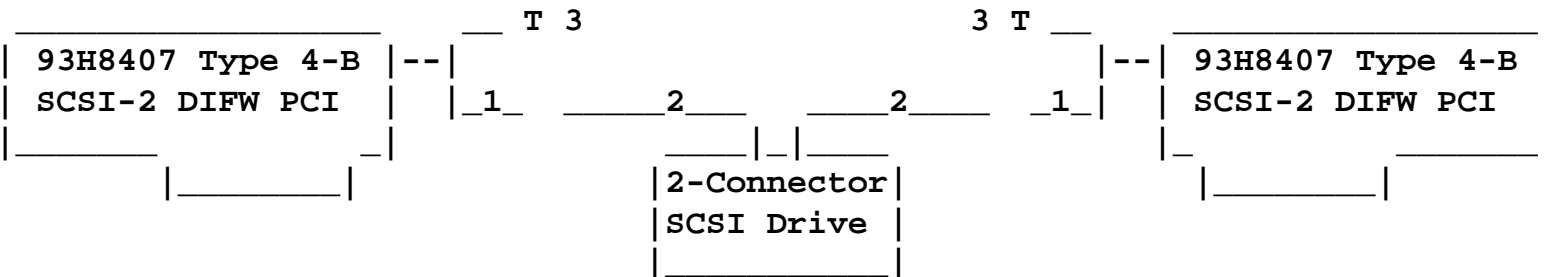 T 3 3 T
93H8407 Type 4-B 93H8407 Type 4-B
SCSI-2 DIFW PCI 1 2 2 1 SCSI-2 DIFW PCI
2-Connector
SCSI Drive